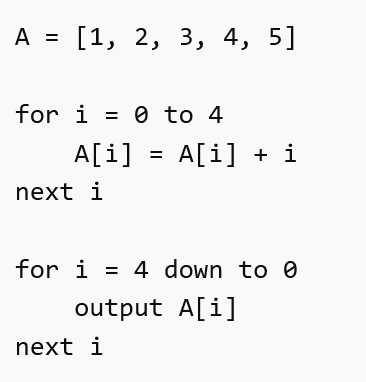 A = [1, 2, 3, 4, 5]

for i = 0 to 4
    A[i] = A[i] + i
next i

for i = 4 down to 0
    output A[i]
next i